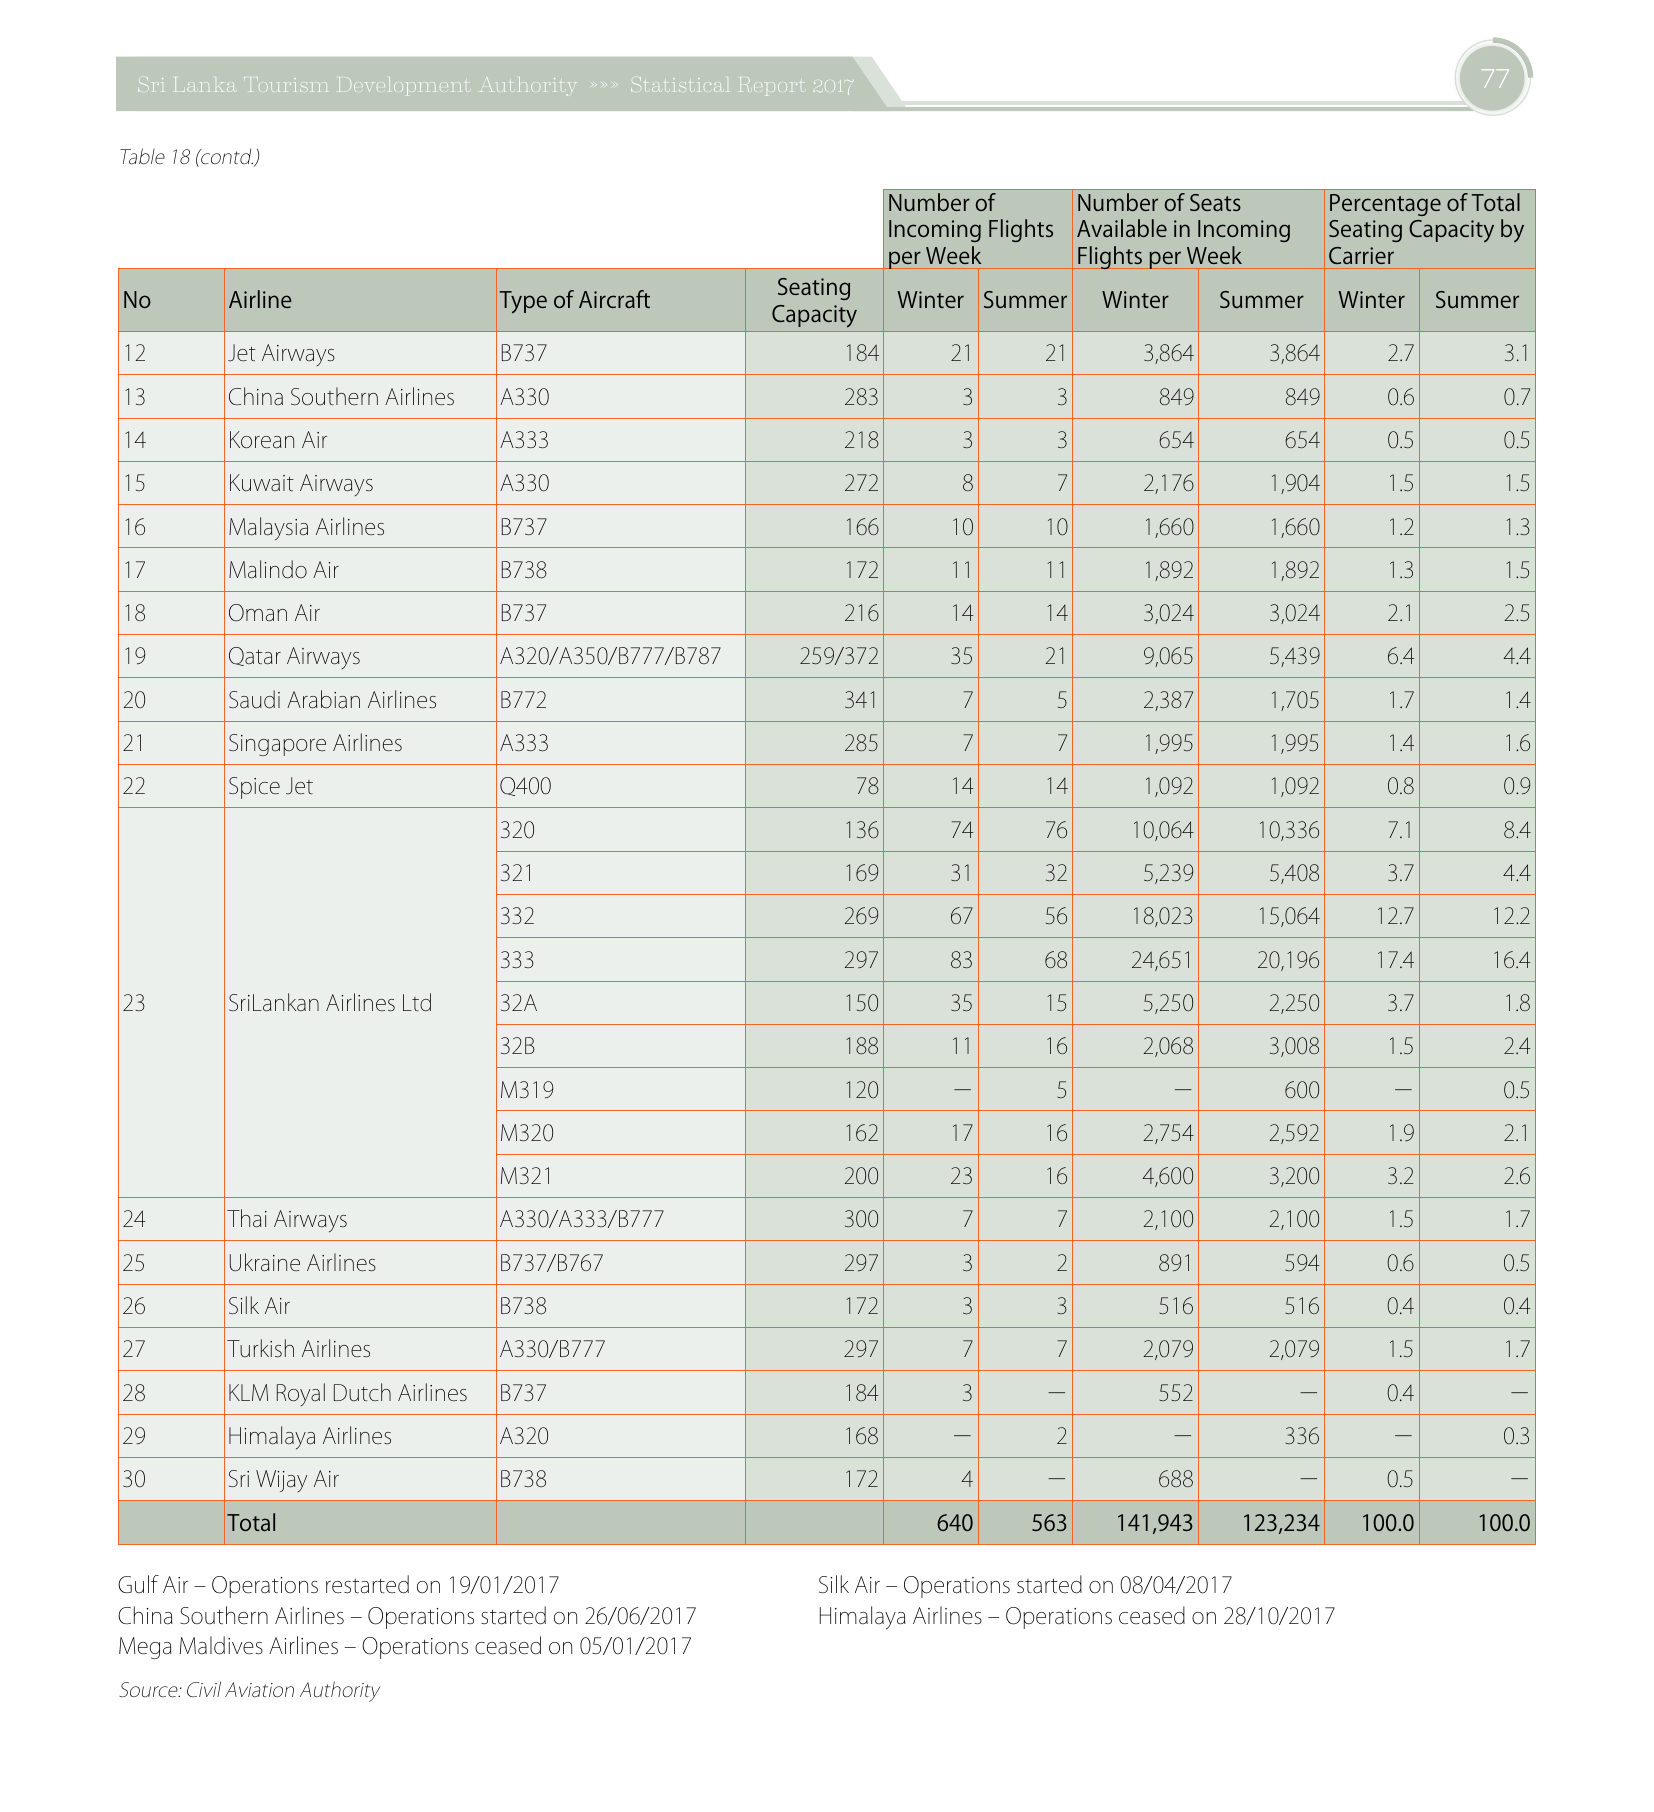 Sri Lanka Tourism Development Authority »»» Statistical Report 2017
77
Table 18 (contd.)
Number of Incoming Flights per Week Number of Seats Available in Incoming Flights per Week Percentage of Total Seating Capacity by Carrier
No Airline Type of Aircraft Seating Capacity Winter Summer Winter Summer Winter Summer
12 Jet Airways B737 184 21 21 3,864 3,864 2.7 3.1
13 China Southern Airlines A330 283 3 3 849 849 0.6 0.7
14 Korean Air A333 218 3 3 654 654 0.5 0.5
15 Kuwait Airways A330 272 8 7 2,176 1,904 1.5 1.5
16 Malaysia Airlines B737 166 10 10 1,660 1,660 1.2 1.3
17 Malindo Air B738 172 11 11 1,892 1,892 1.3 1.5
18 Oman Air B737 216 14 14 3,024 3,024 2.1 2.5
19 Qatar Airways A320/A350/B777/B787 259/372 35 21 9,065 5,439 6.4 4.4
20 Saudi Arabian Airlines B772 341 7 5 2,387 1,705 1.7 1.4
21 Singapore Airlines A333 285 7 7 1,995 1,995 1.4 1.6
22 Spice Jet Q400 78 14 14 1,092 1,092 0.8 0.9
320 136 74 76 10,064 10,336 7.1 8.4
321 169 31 32 5,239 5,408 3.7 4.4
332 269 67 56 18,023 15,064 12.7 12.2
333 297 83 68 24,651 20,196 17.4 16.4
23 SriLankan Airlines Ltd 32A 150 35 15 5,250 2,250 3.7 1.8
32B 188 11 16 2,068 3,008 1.5 2.4
M319 120 — 5 — 600 — 0.5
M320 162 17 16 2,754 2,592 1.9 2.1
M321 200 23 16 4,600 3,200 3.2 2.6
24 Thai Airways A330/A333/B777 300 7 7 2,100 2,100 1.5 1.7
25 Ukraine Airlines B737/B767 297 3 2 891 594 0.6 0.5
26 Silk Air B738 172 3 3 516 516 0.4 0.4
27 Turkish Airlines A330/B777 297 7 7 2,079 2,079 1.5 1.7
28 KLM Royal Dutch Airlines B737 184 3 — 552 — 0.4 —
29 Himalaya Airlines A320 168 — 2 — 336 — 0.3
30 Sri Wijay Air B738 172 4 — 688 — 0.5 —
Total 640 563 141,943 123,234 100.0 100.0
Gulf Air – Operations restarted on 19/01/2017
China Southern Airlines – Operations started on 26/06/2017
Mega Maldives Airlines – Operations ceased on 05/01/2017
Silk Air – Operations started on 08/04/2017
Himalaya Airlines – Operations ceased on 28/10/2017
Source: Civil Aviation Authority